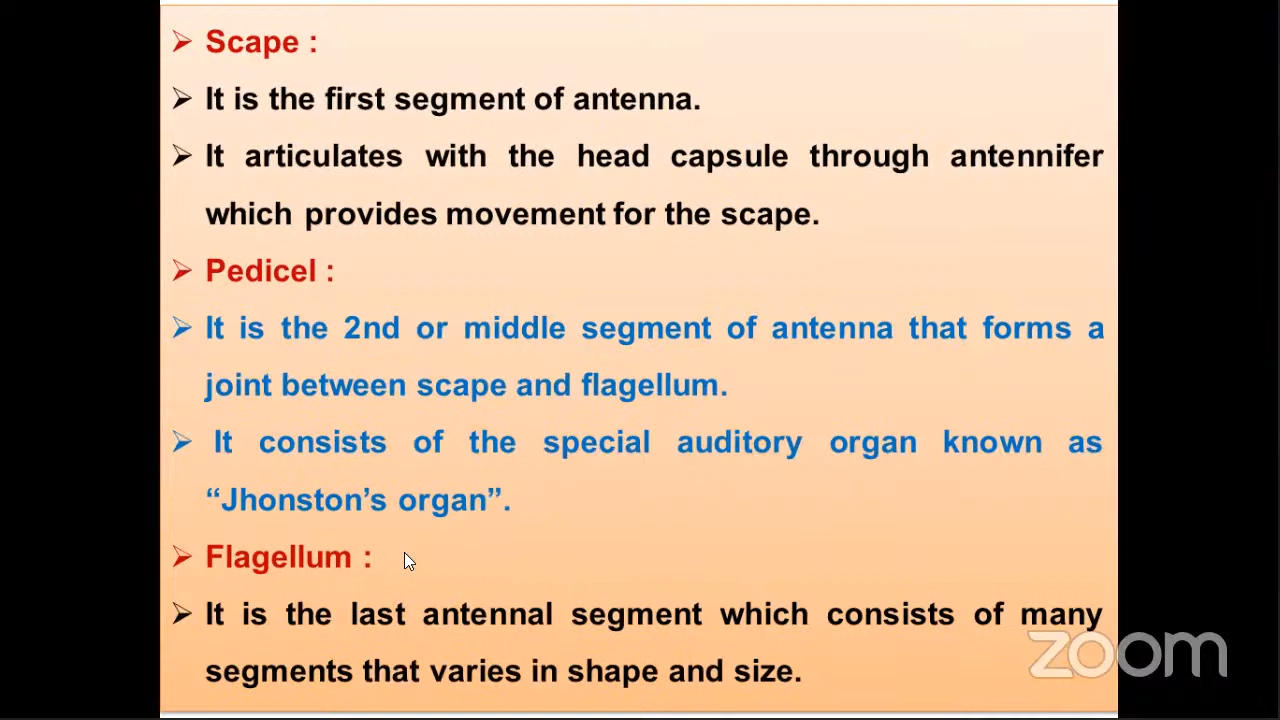 Scape :
It is the first segment of antenna.
It articulates with the head capsule through antennifer
which provides movement for the scape.
Pedicel :
It is the 2nd or middle segment of antenna that forms a
joint between scape and flagellum.
It consists of the special auditory organ known as
“Jhonston’s organ”.
Flagellum :
It is the last antennal segment which consists of many
segments that varies in shape and size.
zoom